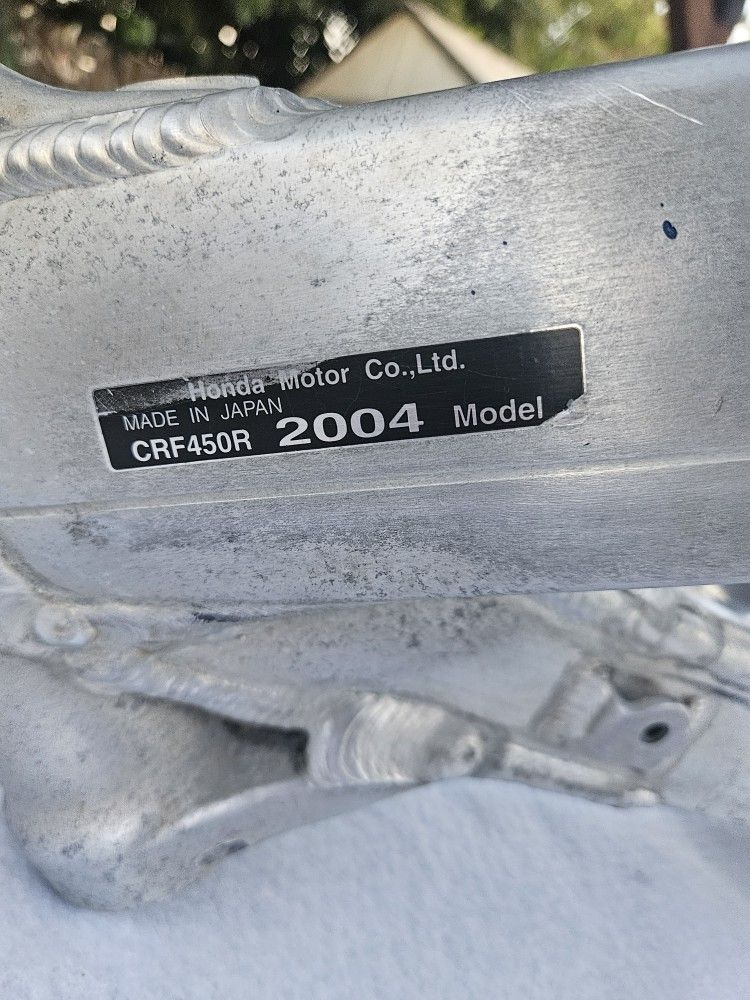 Honda Motor Co.,Ltd.
MADE IN JAPAN
CRF450R 2004 Model